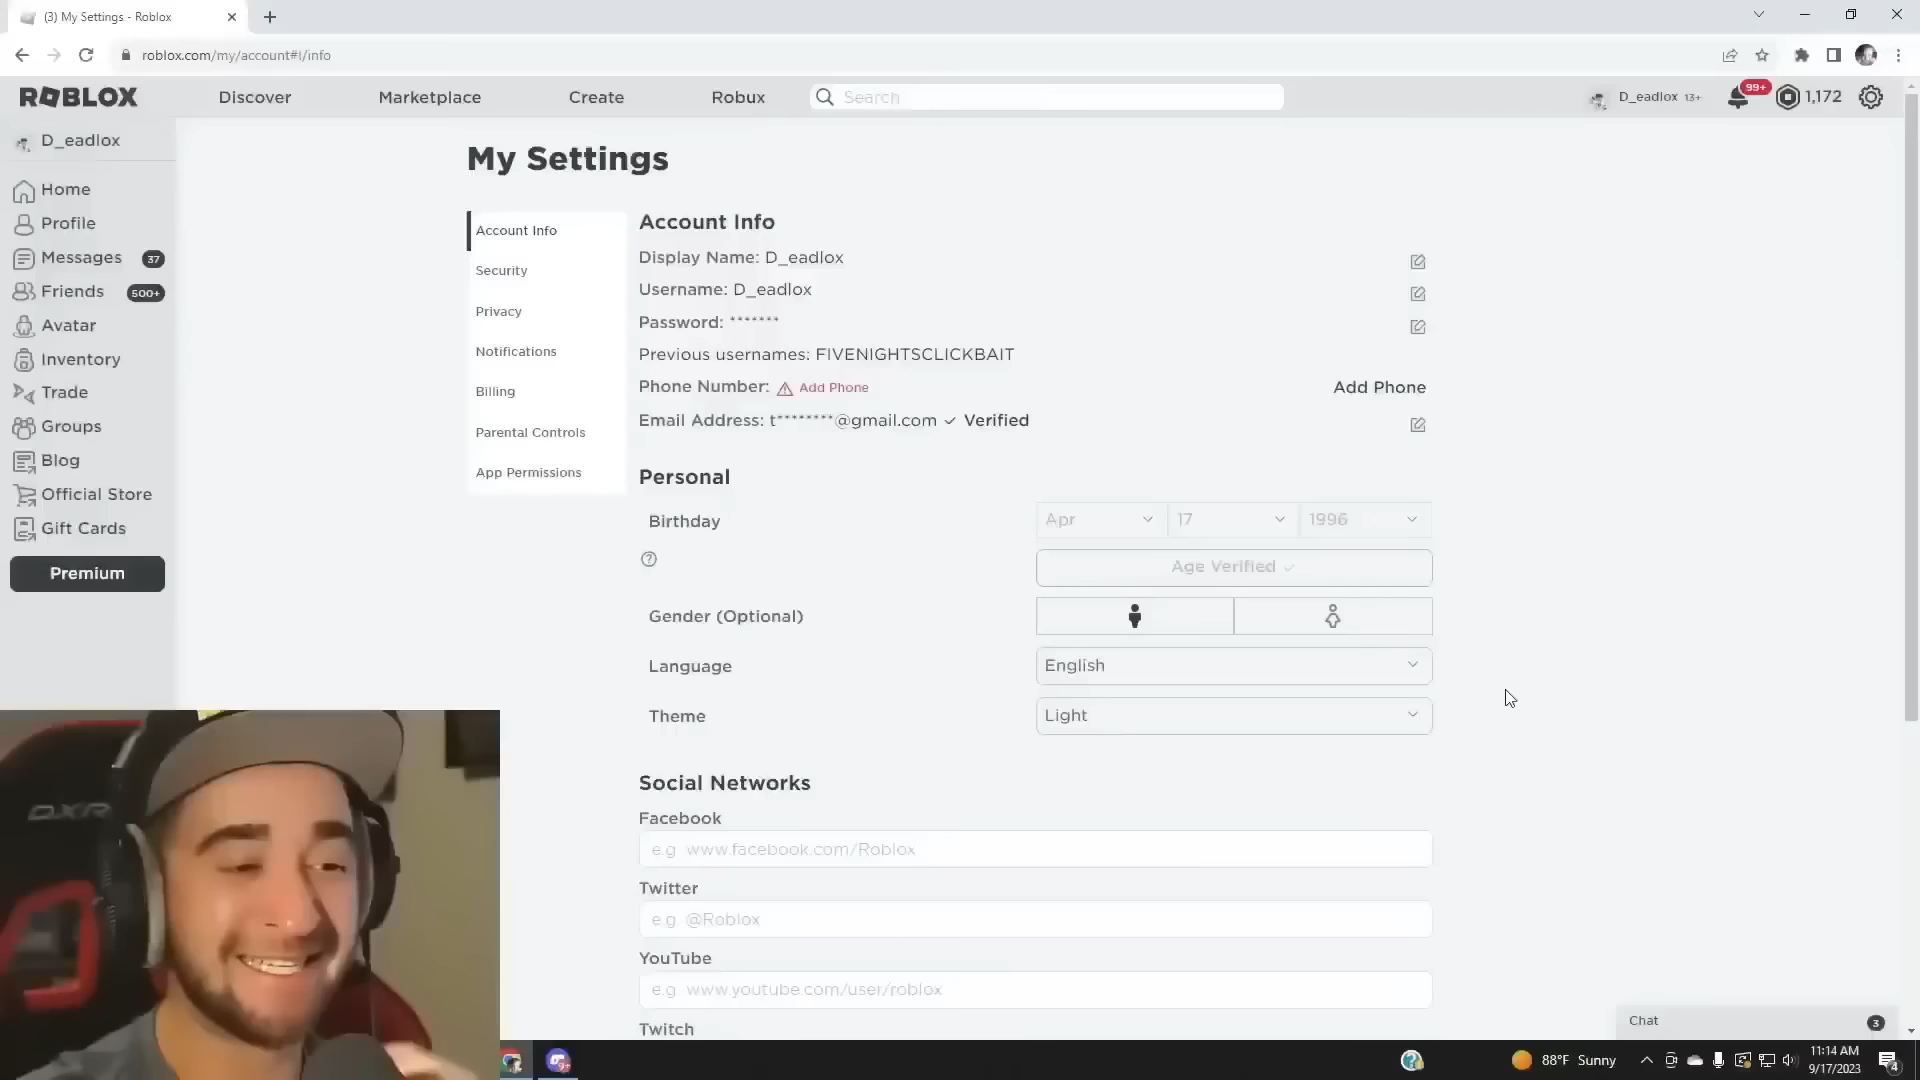 (3) My Settings - Roblox
roblox.com/my/account#!/info
ROBLOX
Discover
Marketplace
Create
Robux
Search
D_eadlox 13+
99+
1,172
D_eadlox
Home
Profile
Messages 37
Friends 500+
Avatar
Inventory
Trade
Groups
Blog
Official Store
Gift Cards
Premium
My Settings
Account Info
Security
Privacy
Notifications
Billing
Parental Controls
App Permissions
Account Info
Display Name: D_eadlox
Username: D_eadlox
Password: *******
Previous usernames: FIVENIGHTSCLICKBAIT
Phone Number: Add Phone
Add Phone
Email Address: t********@gmail.com ✓ Verified
Personal
Birthday
Apr 17 1996
Age Verified ✓
Gender (Optional)
Language
English
Theme
Light
Social Networks
Facebook
e.g. www.facebook.com/Roblox
Twitter
e.g. @Roblox
YouTube
e.g. www.youtube.com/user/roblox
Twitch
Chat 3
DXR
9+
88°F Sunny
11:14 AM
9/17/2023
4